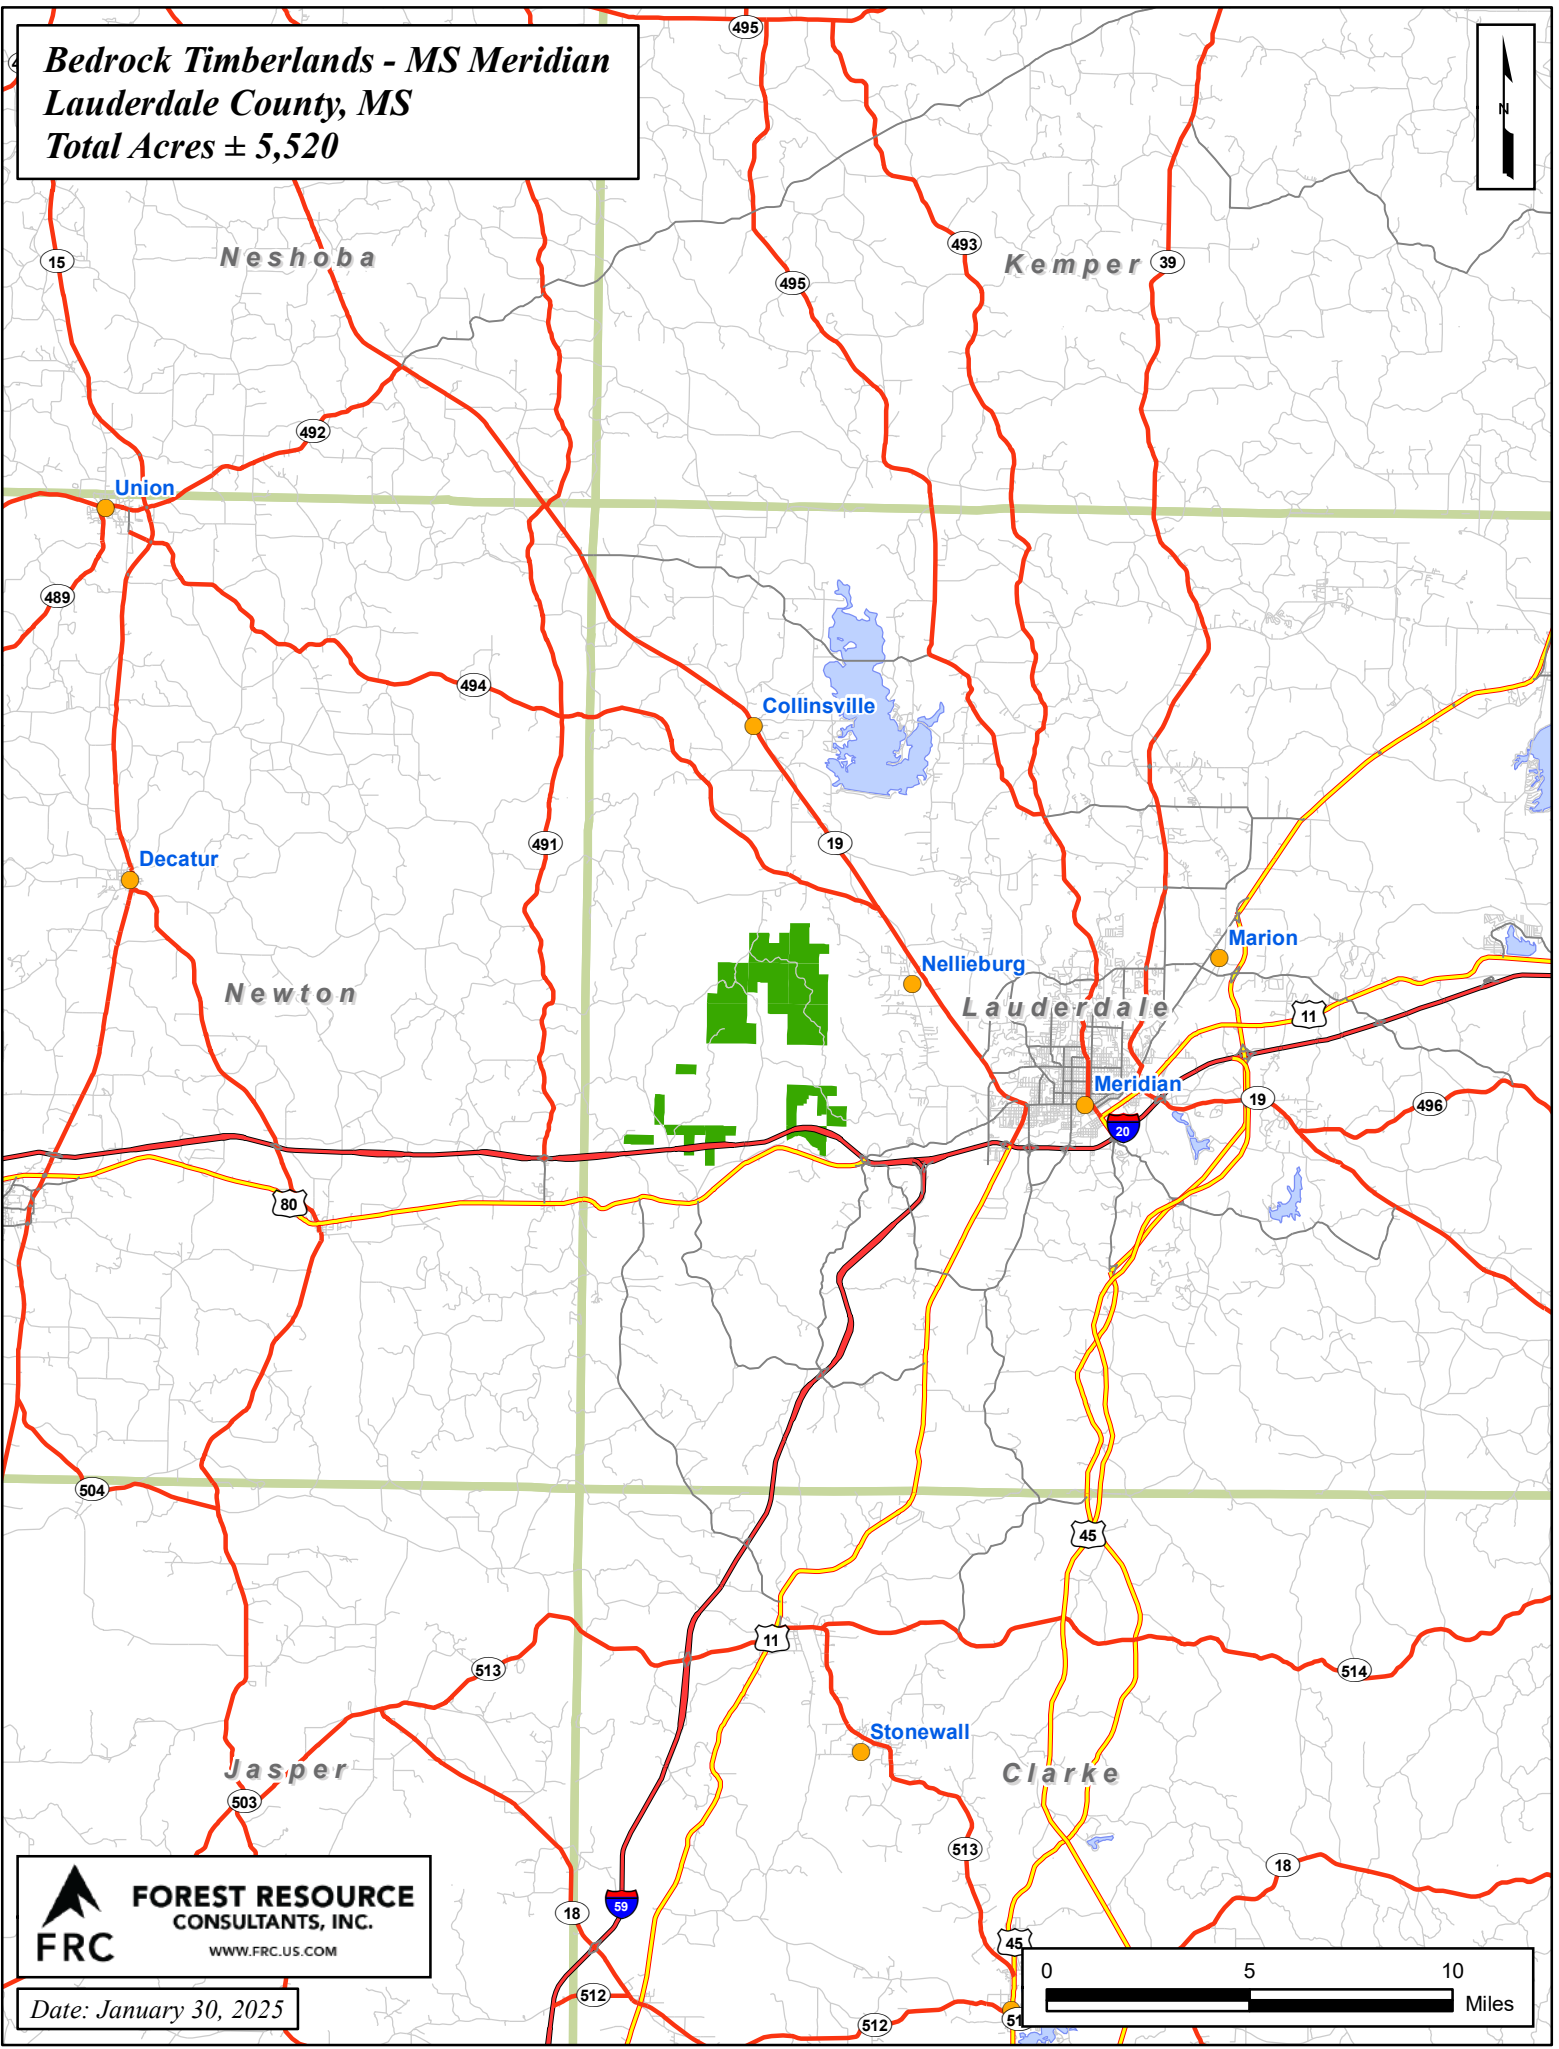 Bedrock Timberlands - MS Meridian
Lauderdale County, MS
Total Acres ± 5,520
495
N
Neshoba
Kemper
15
493
39
495
492
Union
489
494
Collinsville
491
19
Decatur
Marion
Nellieburg
Newton
Lauderdale
11
Meridian
19
496
20
80
504
45
11
513
514
Stonewall
Jasper
Clarke
503
513
18
59
18
45
512
512
FOREST RESOURCE
CONSULTANTS, INC.
WWW.FRC.US.COM
FRC
Date: January 30, 2025
0 5 10
Miles